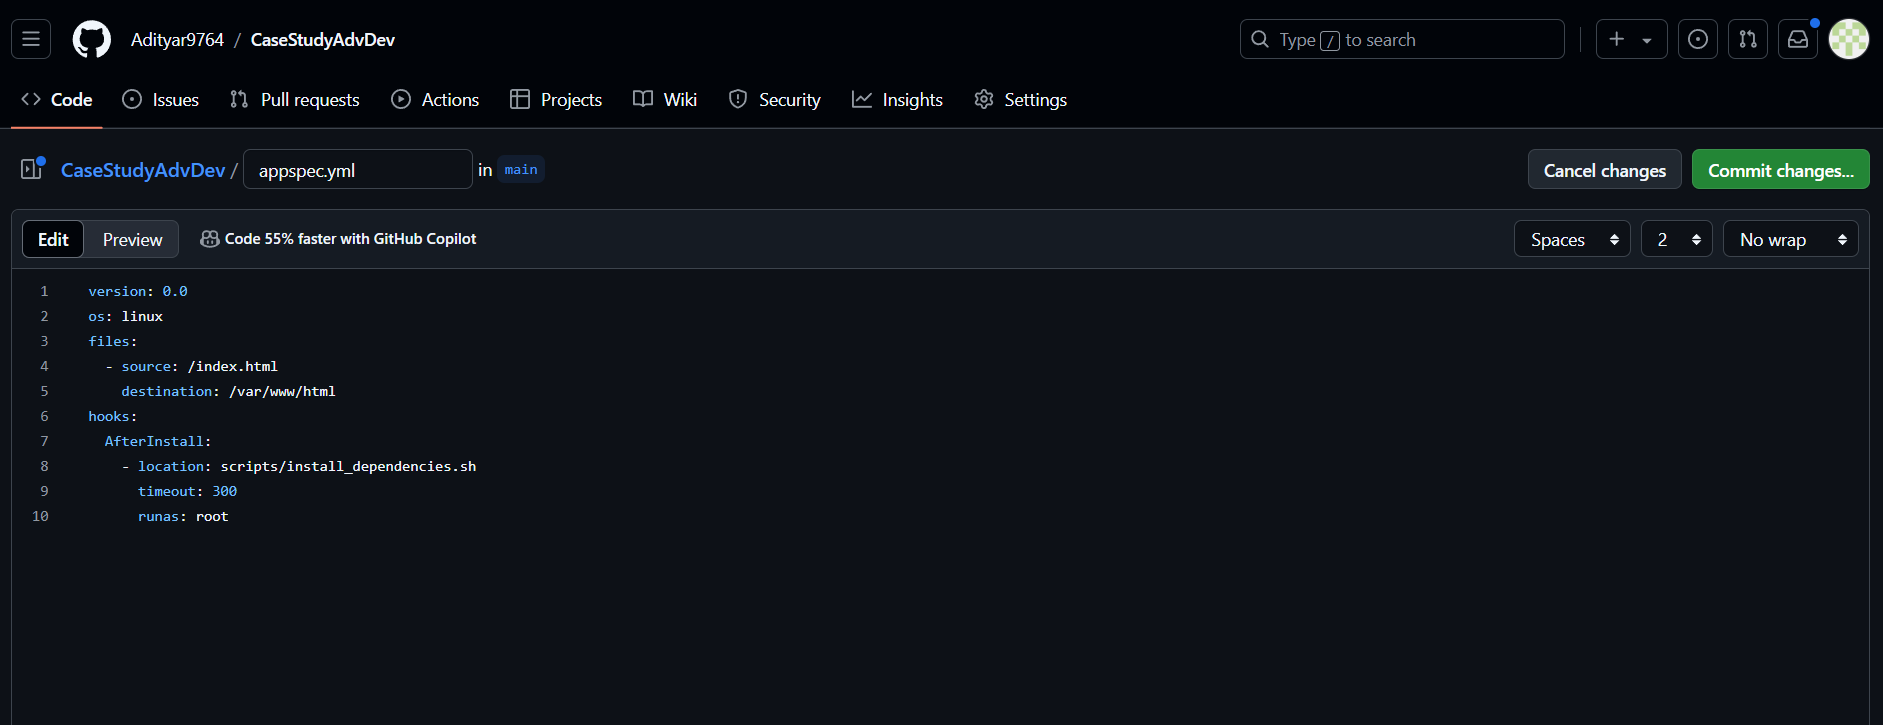 Adityar9764 / CaseStudyAdvDev
Type / to search
Code Issues Pull requests Actions Projects Wiki Security Insights Settings
CaseStudyAdvDev / appspec.yml in main
Cancel changes Commit changes...
Edit Preview Code 55% faster with GitHub Copilot
Spaces 2 No wrap
1 version: 0.0
2 os: linux
3 files:
4   - source: /index.html
5     destination: /var/www/html
6 hooks:
7   AfterInstall:
8     - location: scripts/install_dependencies.sh
9       timeout: 300
10       runas: root